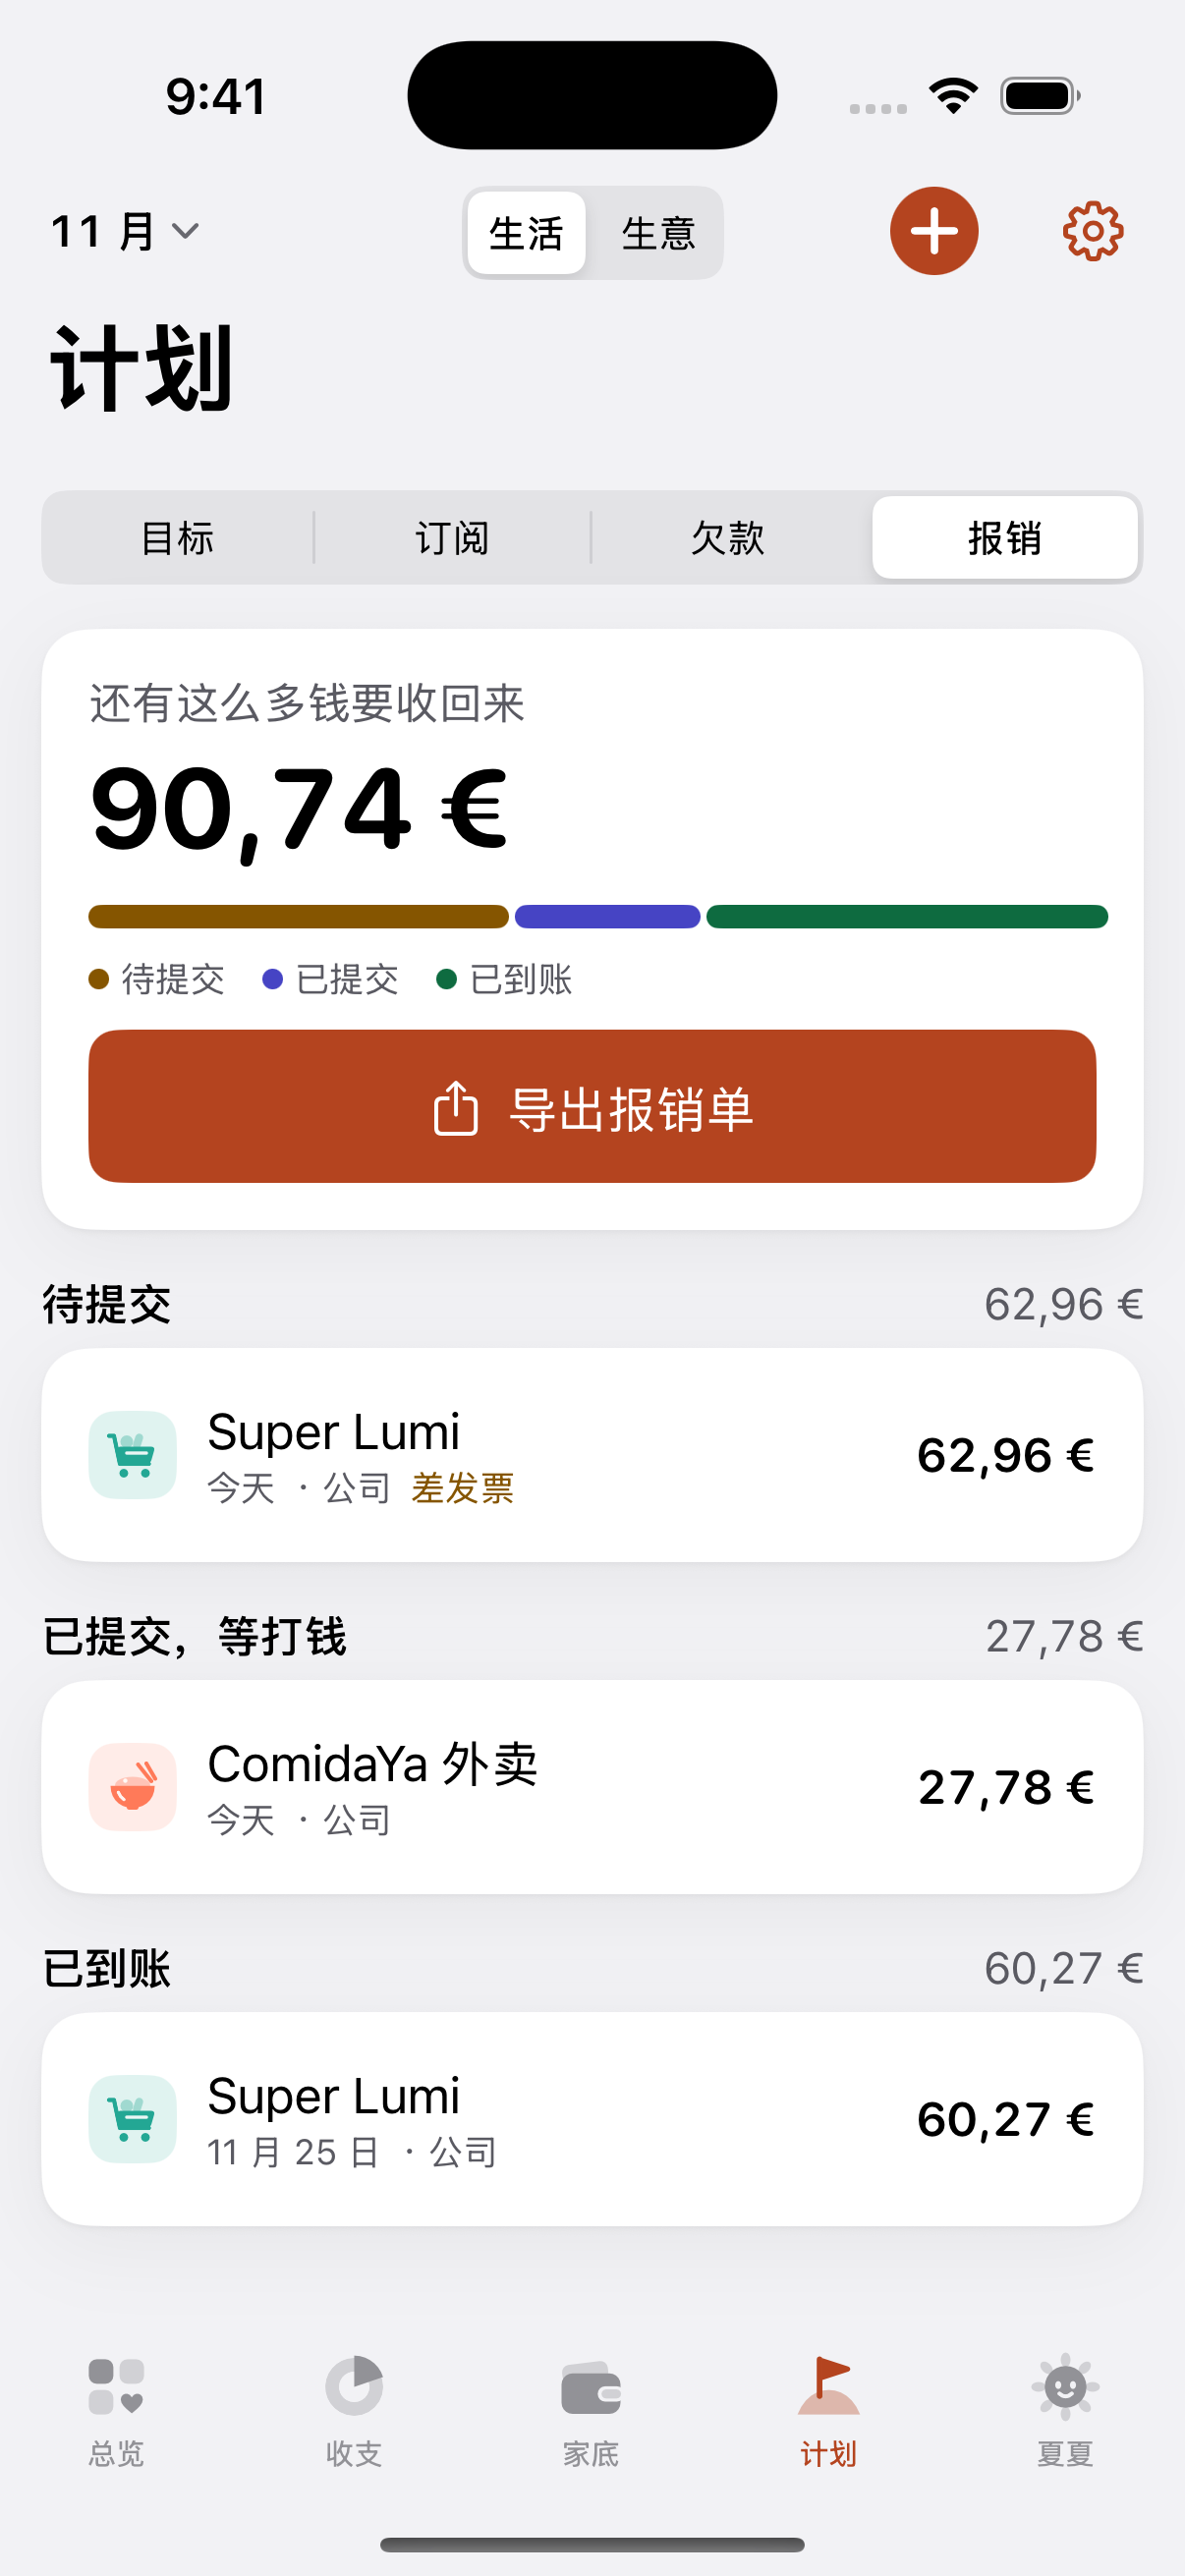 9:41
11 月
生活 生意
计划
目标 订阅 欠款 报销
还有这么多钱要收回来
90,74 €
待提交 已提交 已到账
导出报销单
待提交 62,96 €
Super Lumi
今天 · 公司 差发票
62,96 €
已提交，等打钱 27,78 €
ComidaYa 外卖
今天 · 公司
27,78 €
已到账 60,27 €
Super Lumi
11 月 25 日 · 公司
60,27 €
总览 收支 家底 计划 夏夏